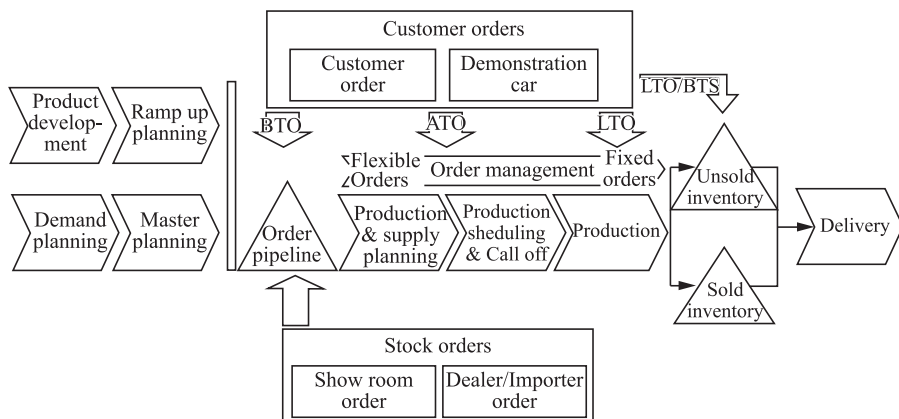 Customer orders
Customer
order
Demonstration
car
LTO/BTS
Product
develop-
ment
Ramp up
planning
BTO
ATO
LTO
Flexible
Orders
Order management
Fixed
orders
Unsold
inventory
Demand
planning
Master
planning
Order
pipeline
Production
& supply
planning
Production
sheduling
& Call off
Production
Delivery
Sold
inventory
Stock orders
Show room
order
Dealer/Importer
order